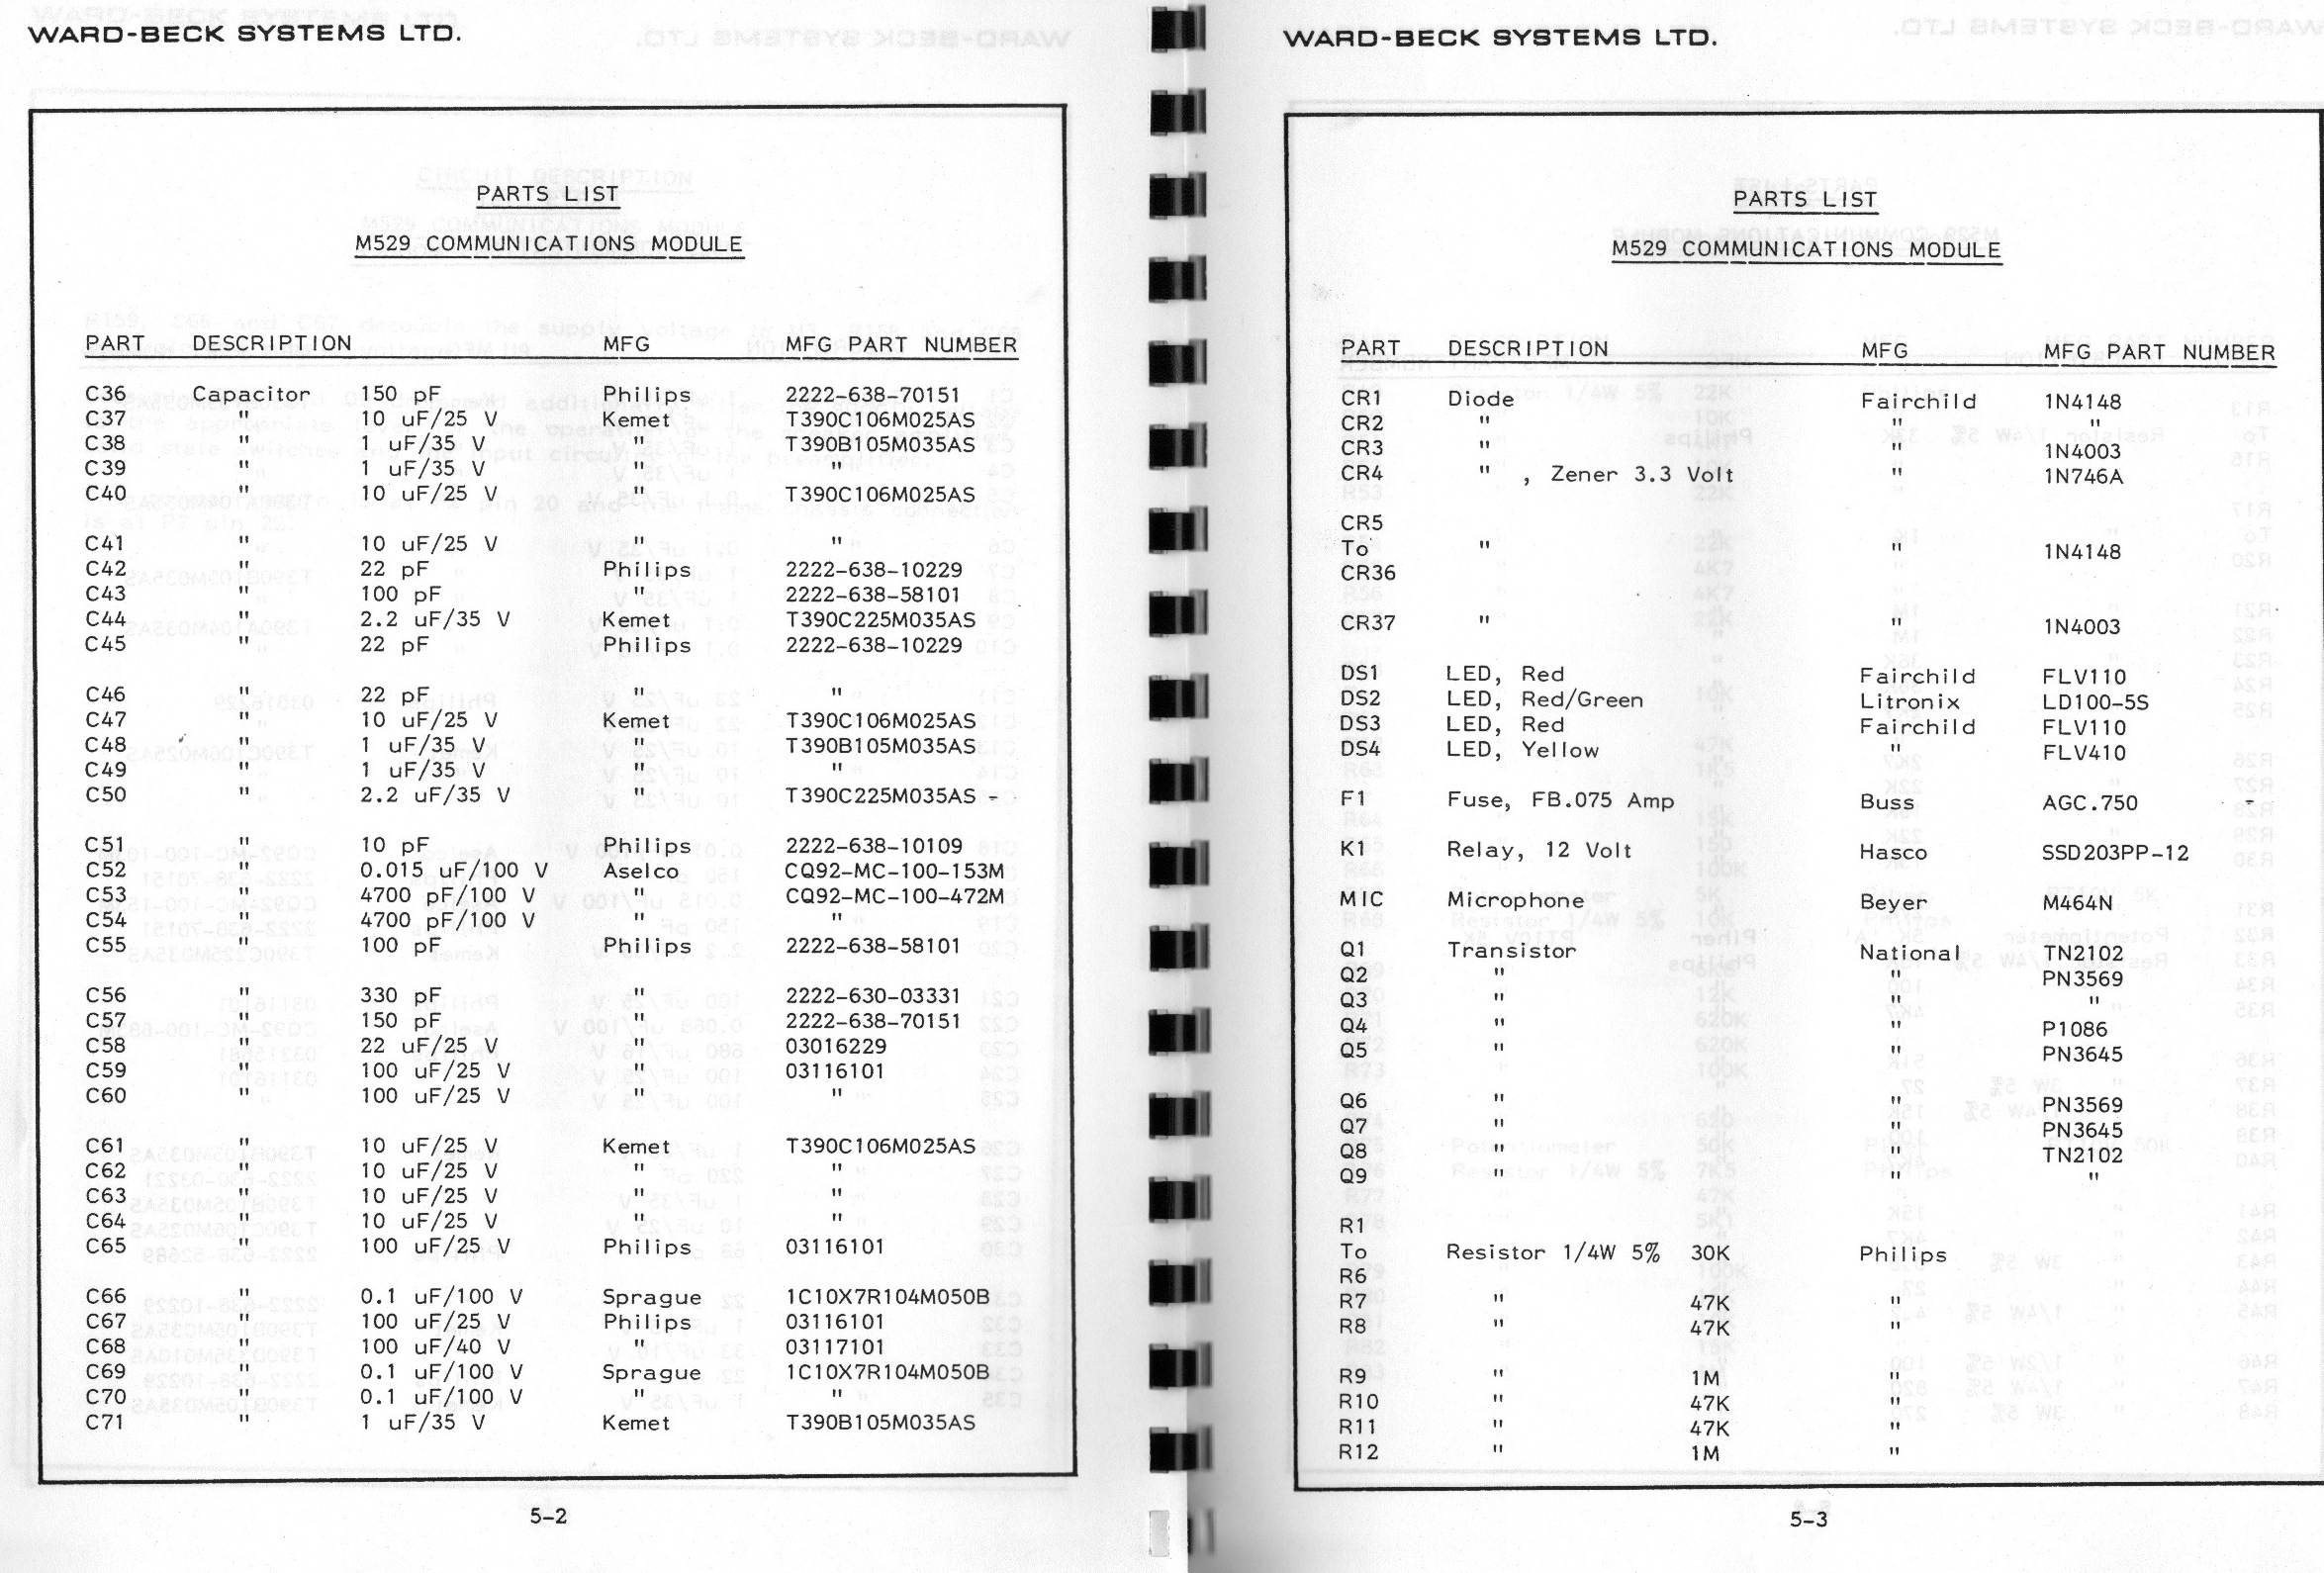 WARD-BECK SYSTEMS LTD.
PARTS LIST
M529 COMMUNICATIONS MODULE
PART DESCRIPTION MFG MFG PART NUMBER
C36 Capacitor 150 pF Philips 2222-638-70151
C37 " 10 uF/25 V Kemet T390C106M025AS
C38 " 1 uF/35 V " T390B105M035AS
C39 " 1 uF/35 V " "
C40 " 10 uF/25 V " T390C106M025AS
C41 " 10 uF/25 V " "
C42 " 22 pF Philips 2222-638-10229
C43 " 100 pF " 2222-638-58101
C44 " 2.2 uF/35 V Kemet T390C225M035AS
C45 " 22 pF Philips 2222-638-10229
C46 " 22 pF " "
C47 " 10 uF/25 V Kemet T390C106M025AS
C48 " 1 uF/35 V " T390B105M035AS
C49 " 1 uF/35 V " "
C50 " 2.2 uF/35 V " T390C225M035AS -
C51 " 10 pF Philips 2222-638-10109
C52 " 0.015 uF/100 V Aselco CQ92-MC-100-153M
C53 " 4700 pF/100 V " CQ92-MC-100-472M
C54 " 4700 pF/100 V " "
C55 " 100 pF Philips 2222-638-58101
C56 " 330 pF " 2222-630-03331
C57 " 150 pF " 2222-638-70151
C58 " 22 uF/25 V " 03016229
C59 " 100 uF/25 V " 03116101
C60 " 100 uF/25 V " "
C61 " 10 uF/25 V Kemet T390C106M025AS
C62 " 10 uF/25 V " "
C63 " 10 uF/25 V " "
C64 " 10 uF/25 V " "
C65 " 100 uF/25 V Philips 03116101
C66 " 0.1 uF/100 V Sprague 1C10X7R104M050B
C67 " 100 uF/25 V Philips 03116101
C68 " 100 uF/40 V " 03117101
C69 " 0.1 uF/100 V Sprague 1C10X7R104M050B
C70 " 0.1 uF/100 V " "
C71 " 1 uF/35 V Kemet T390B105M035AS
5-2
WARD-BECK SYSTEMS LTD.
PARTS LIST
M529 COMMUNICATIONS MODULE
PART DESCRIPTION MFG MFG PART NUMBER
CR1 Diode Fairchild 1N4148
CR2 " " "
CR3 " " 1N4003
CR4 " , Zener 3.3 Volt " 1N746A
CR5
To " " 1N4148
CR36
CR37 " " 1N4003
DS1 LED, Red Fairchild FLV110
DS2 LED, Red/Green Litronix LD100-5S
DS3 LED, Red Fairchild FLV110
DS4 LED, Yellow " FLV410
F1 Fuse, FB.075 Amp Buss AGC.750 -
K1 Relay, 12 Volt Hasco SSD203PP-12
MIC Microphone Beyer M464N
Q1 Transistor National TN2102
Q2 " " PN3569
Q3 " " "
Q4 " " P1086
Q5 " " PN3645
Q6 " " PN3569
Q7 " " PN3645
Q8 " " TN2102
Q9 " " "
R1
To Resistor 1/4W 5% 30K Philips
R6
R7 " 47K "
R8 " 47K "
R9 " 1M "
R10 " 47K "
R11 " 47K "
R12 " 1M "
5-3